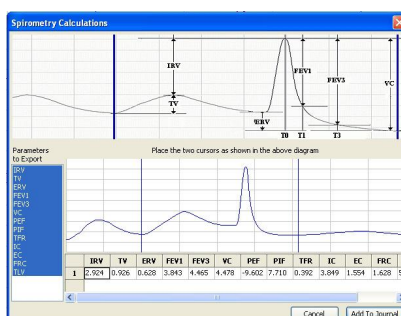 Spirometry Calculations
IRV
TV
ERV
FEV1
FEV3
VC
T0 T1 T3
Parameters to Export
Place the two cursors as shown in the above diagram
IRV
TV
ERV
FEV1
FEV3
VC
PEF
PIF
TFR
IC
EC
FRC
TLV
IRV TV ERV FEV1 FEV3 VC PEF PIF TFR IC EC FRC
1 2.924 0.926 0.628 3.843 4.465 4.478 -9.602 7.710 0.392 3.849 1.554 1.628
Cancel Add To Journal